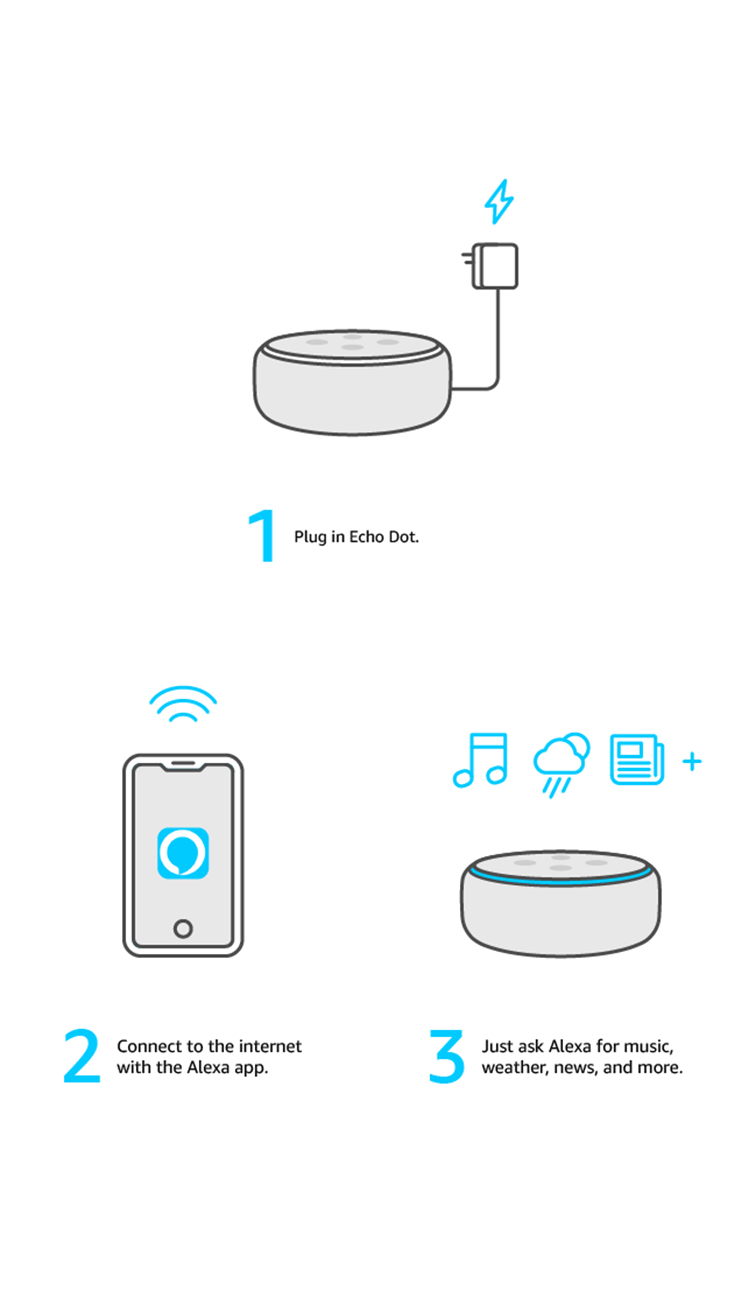 1 Plug in Echo Dot.
2 Connect to the internet
with the Alexa app.
3 Just ask Alexa for music,
weather, news, and more.